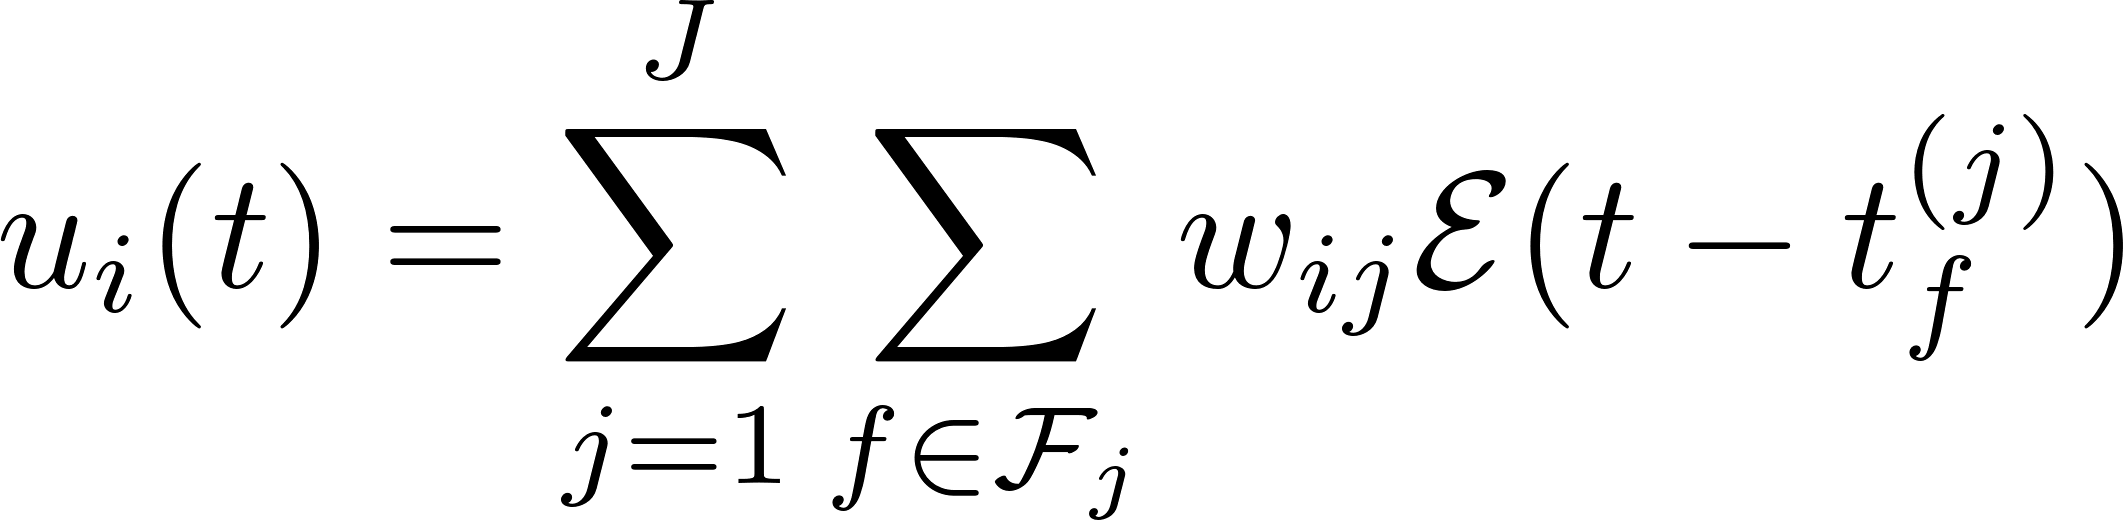 $u_i(t) = \sum_{j=1}^{J} \sum_{f \in \mathcal{F}_j} w_{ij} \mathcal{E}(t - t_f^{(j)})$